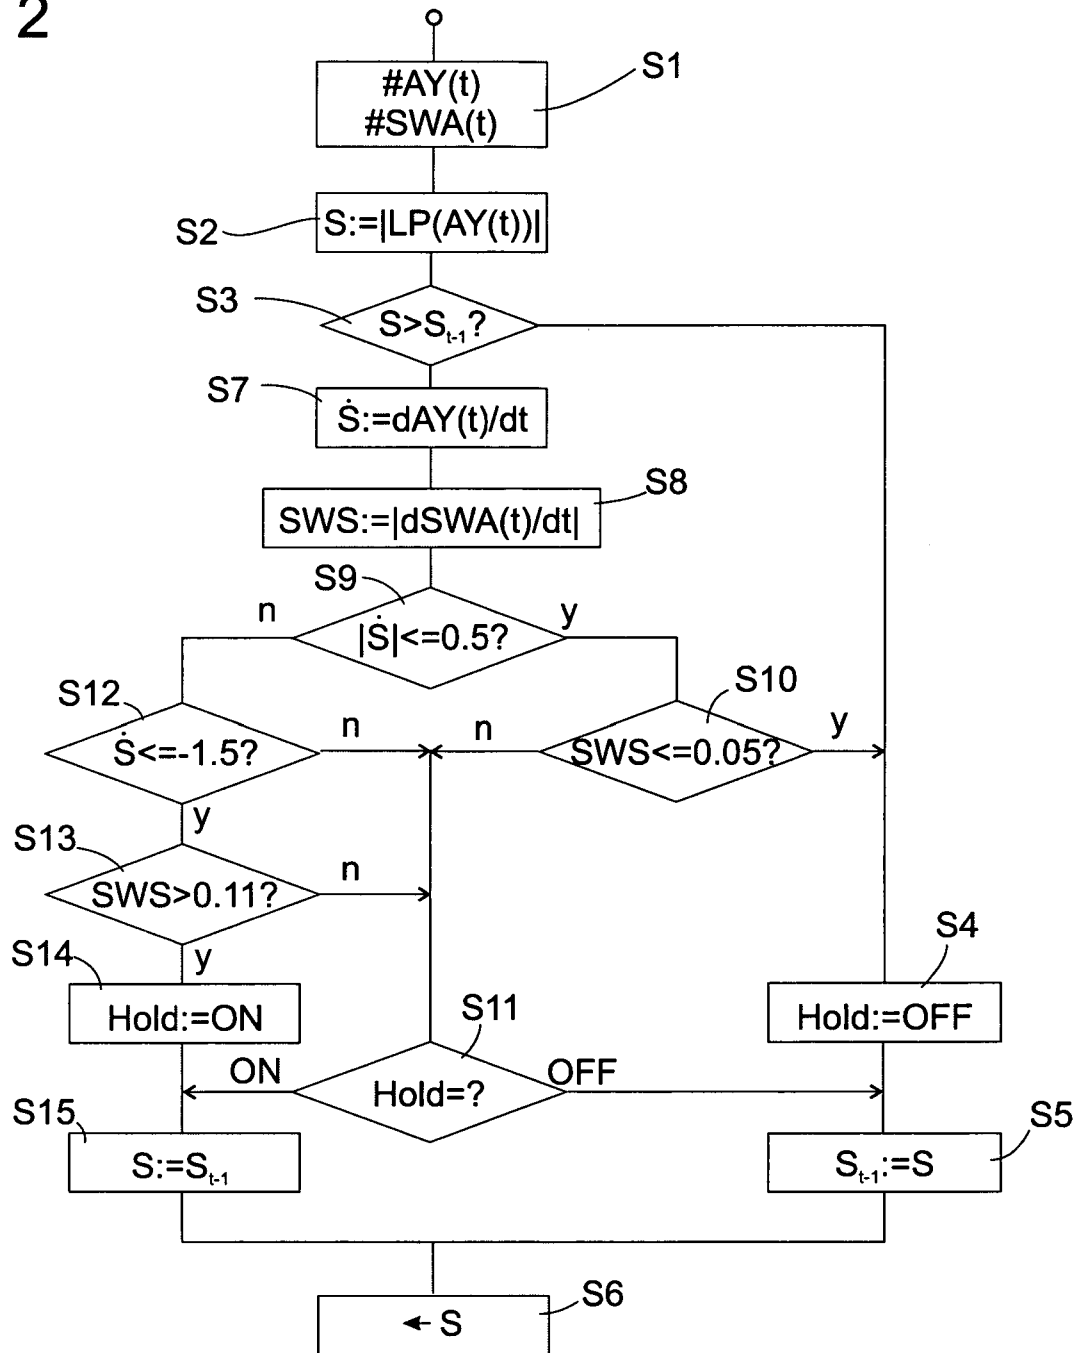 2
#AY(t)
#SWA(t)
S1
S2
S:=|LP(AY(t))|
S3
S>St-1?
S7
Ṡ:=dAY(t)/dt
S8
SWS:=|dSWA(t)/dt|
S9
n
|Ṡ|<=0.5?
y
S12
Ṡ<=-1.5?
n
n
S10
SWS<=0.05?
y
y
S13
SWS>0.11?
n
y
S14
Hold:=ON
S4
Hold:=OFF
S11
ON
Hold=?
OFF
S15
S:=St-1
S5
St-1:=S
S6
← S